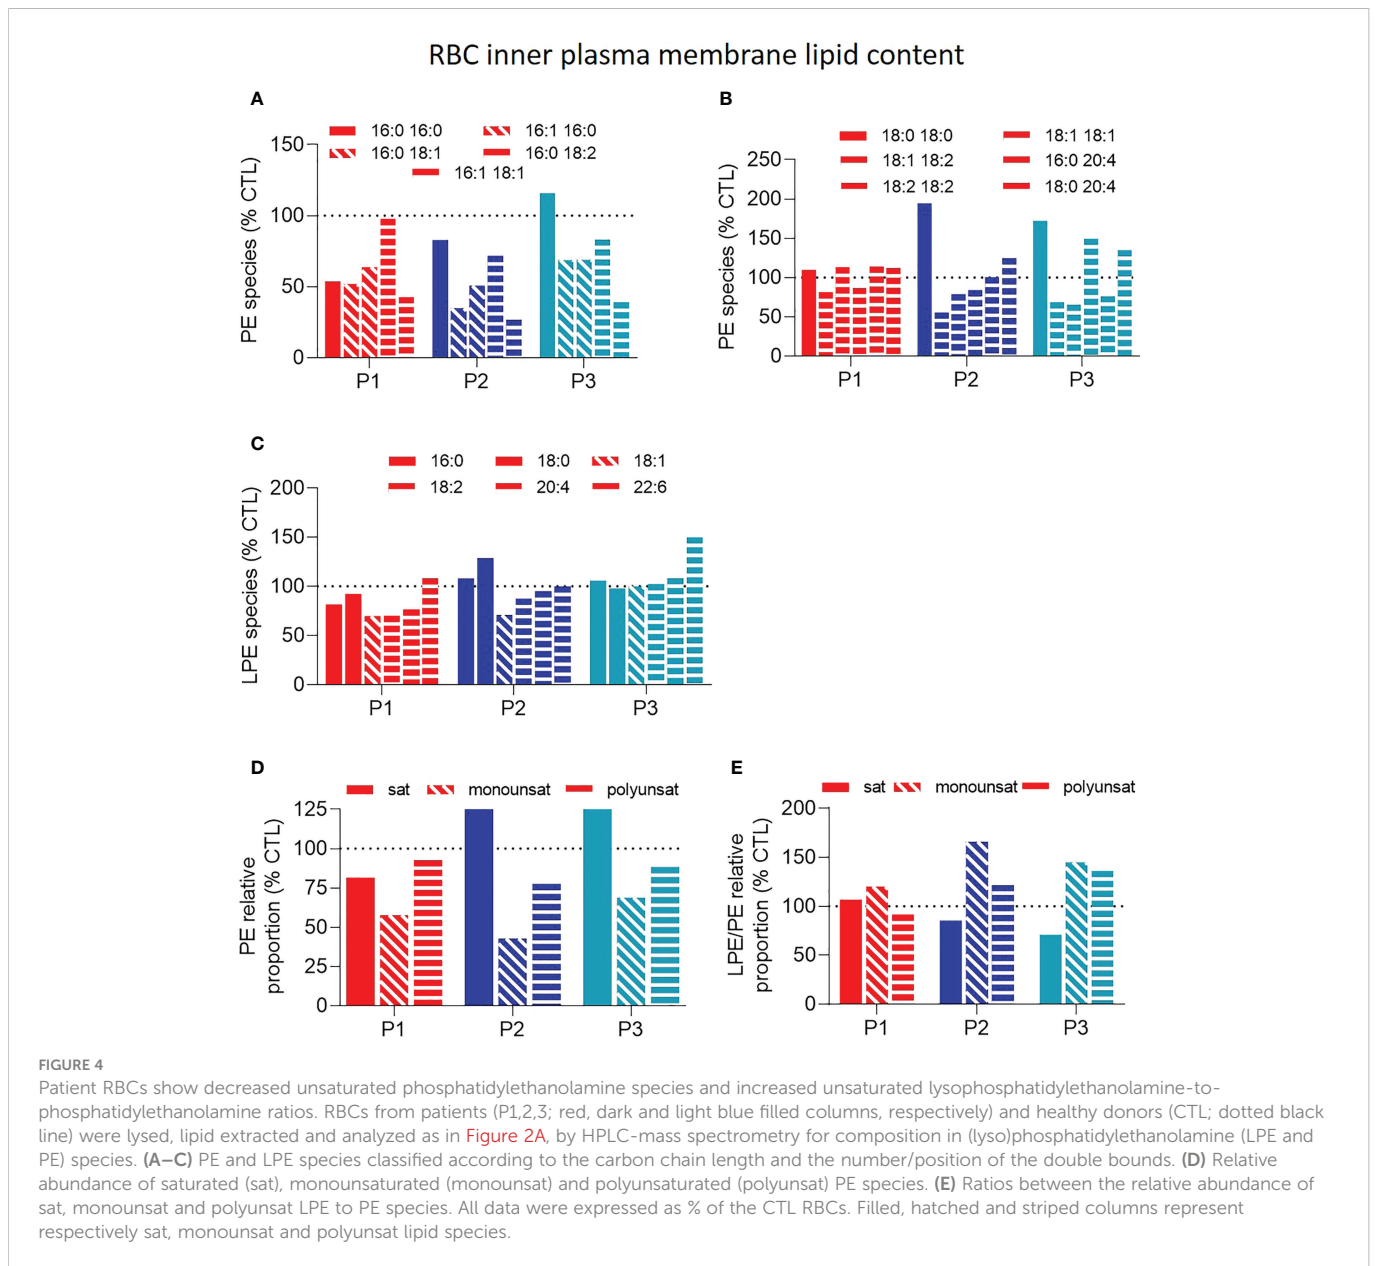 RBC inner plasma membrane lipid content
A
16:0 16:0
16:1 16:0
16:0 18:1
16:0 18:2
16:1 18:1
PE species (% CTL)
150
100
50
0
P1
P2
P3
B
18:0 18:0
18:1 18:1
18:1 18:2
16:0 20:4
18:2 18:2
18:0 20:4
PE species (% CTL)
250
200
150
100
50
0
P1
P2
P3
C
16:0
18:0
18:1
18:2
20:4
22:6
LPE species (% CTL)
200
150
100
50
0
P1
P2
P3
D
sat
monounsat
polyunsat
PE relative
proportion (% CTL)
125
100
75
50
25
0
P1
P2
P3
E
sat
monounsat
polyunsat
LPE/PE relative
proportion (% CTL)
200
150
100
50
0
P1
P2
P3
FIGURE 4
Patient RBCs show decreased unsaturated phosphatidylethanolamine species and increased unsaturated lysophosphatidylethanolamine-to-
phosphatidylethanolamine ratios. RBCs from patients (P1,2,3; red, dark and light blue filled columns, respectively) and healthy donors (CTL; dotted black
line) were lysed, lipid extracted and analyzed as in Figure 2A, by HPLC-mass spectrometry for composition in (lyso)phosphatidylethanolamine (LPE and
PE) species. (A–C) PE and LPE species classified according to the carbon chain length and the number/position of the double bounds. (D) Relative
abundance of saturated (sat), monounsaturated (monounsat) and polyunsaturated (polyunsat) PE species. (E) Ratios between the relative abundance of
sat, monounsat and polyunsat LPE to PE species. All data were expressed as % of the CTL RBCs. Filled, hatched and striped columns represent
respectively sat, monounsat and polyunsat lipid species.